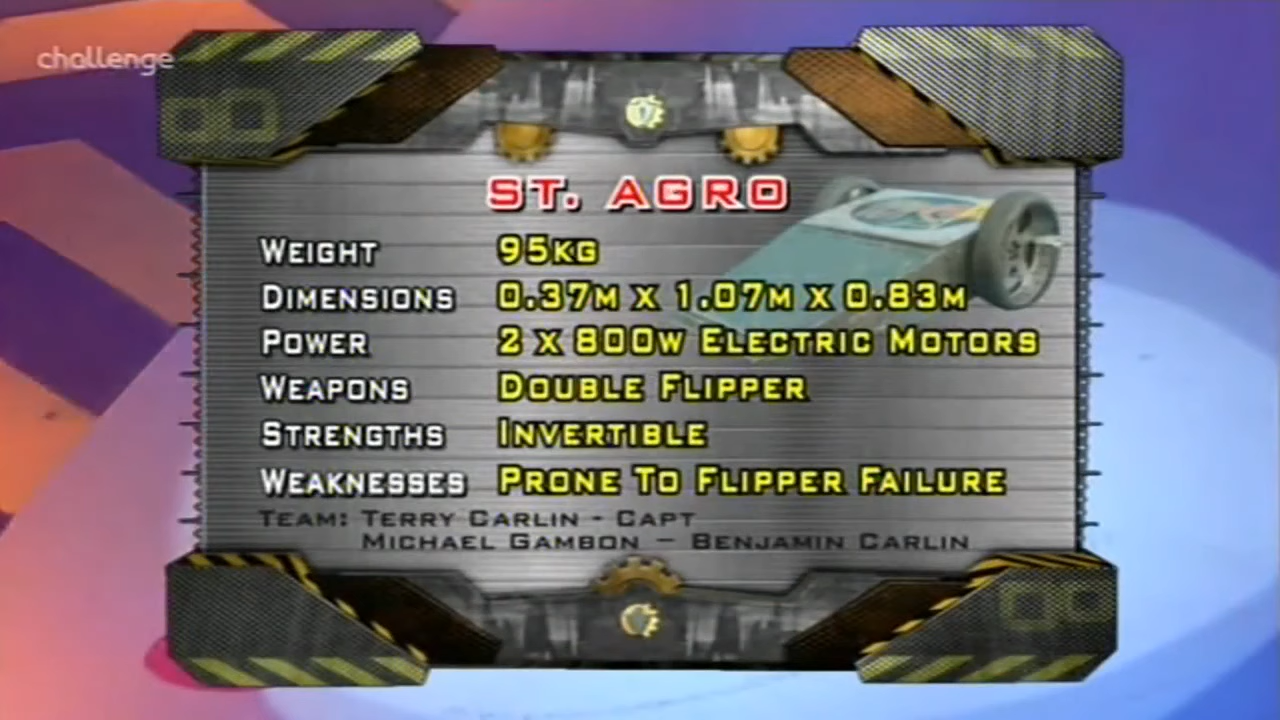 challenge
ST. AGRO
WEIGHT 95KG
DIMENSIONS 0.37M X 1.07M X 0.83M
POWER 2 X 800W ELECTRIC MOTORS
WEAPONS DOUBLE FLIPPER
STRENGTHS INVERTIBLE
WEAKNESSES PRONE TO FLIPPER FAILURE
TEAM: TERRY CARLIN - CAPT
MICHAEL GAMBON – BENJAMIN CARLIN